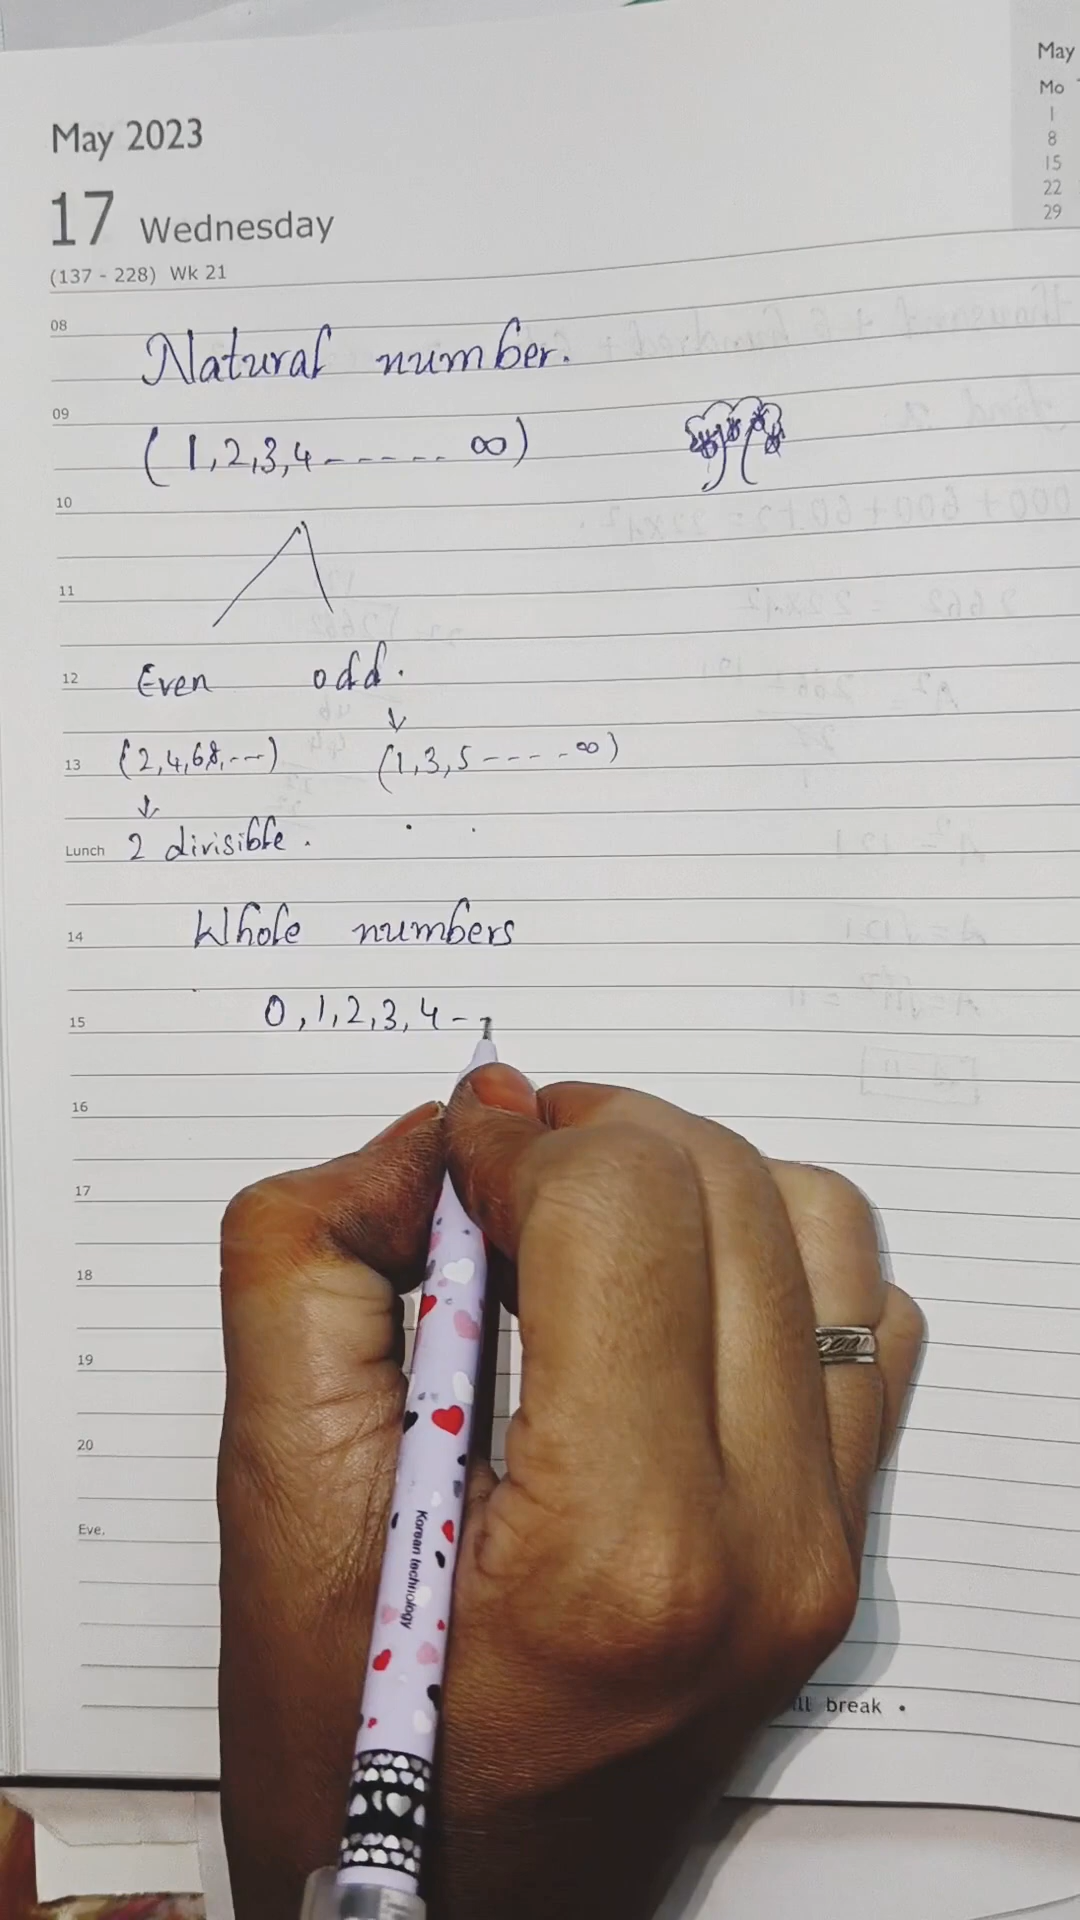 May 2023
17 Wednesday
(137 - 228) Wk 21
May
Mo
1
8
15
22
29
08
Natural number.
09
(1,2,3,4------ ∞)
10
11
12 Even odd.
↓
13 (2,4,6,8,---) (1,3,5---- ∞)
↓
Lunch 2 divisible.
14 Whole numbers
15 0,1,2,3,4--
16
17
18
19
20
Eve.
break •
Korean technology